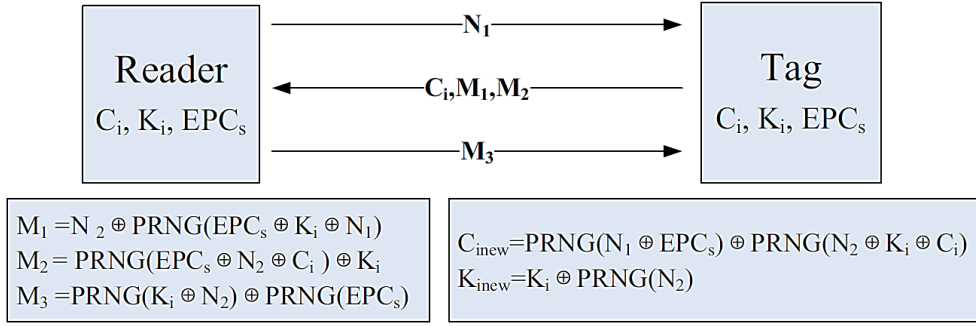 N₁
Reader
Cᵢ, Kᵢ, EPCₛ
Cᵢ,M₁,M₂
Tag
Cᵢ, Kᵢ, EPCₛ
M₃
M₁ =N ₂ ⊕ PRNG(EPCₛ ⊕ Kᵢ ⊕ N₁)
M₂ = PRNG(EPCₛ ⊕ N₂ ⊕ Cᵢ ) ⊕ Kᵢ
M₃ =PRNG(Kᵢ ⊕ N₂) ⊕ PRNG(EPCₛ)
Cᵢₙₑw=PRNG(N₁ ⊕ EPCₛ) ⊕ PRNG(N₂ ⊕ Kᵢ ⊕ Cᵢ)
Kᵢₙₑw=Kᵢ ⊕ PRNG(N₂)